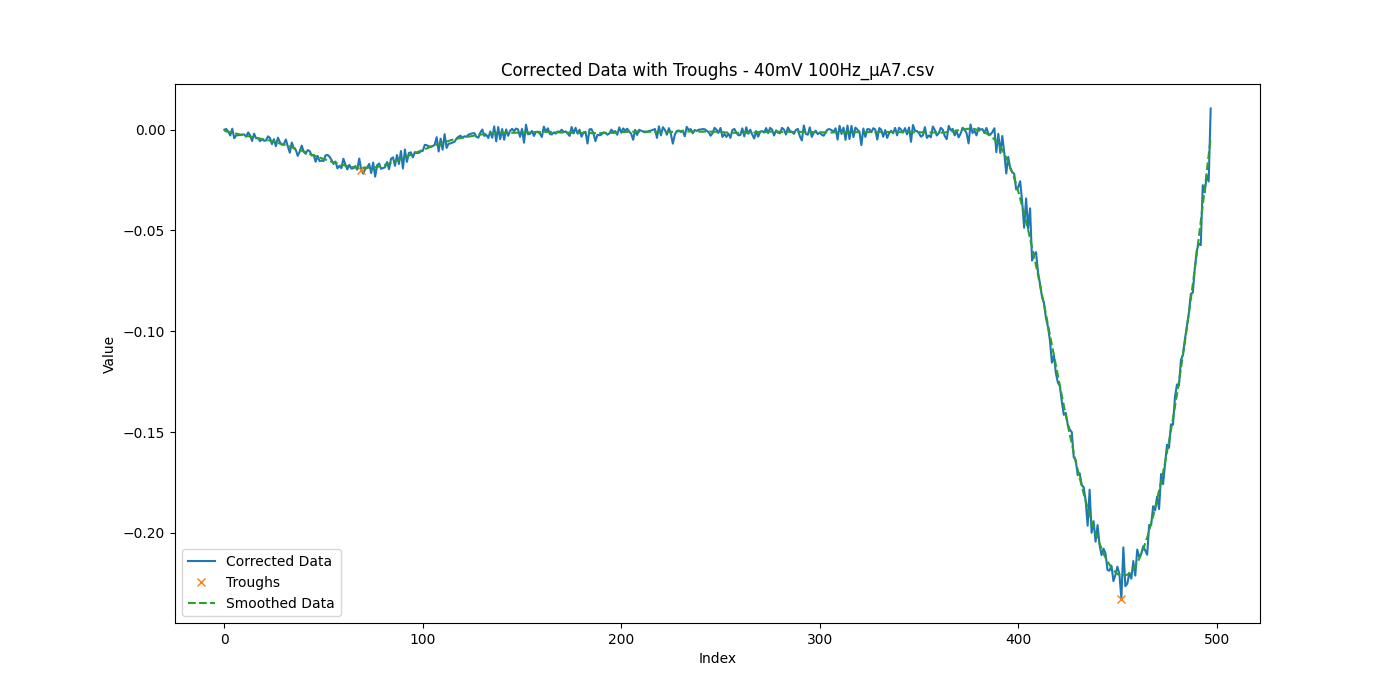 Corrected Data with Troughs - 40mV 100Hz_μA7.csv
Value
0.00
−0.05
−0.10
−0.15
−0.20
Corrected Data
Troughs
Smoothed Data
0 100 200 300 400 500
Index